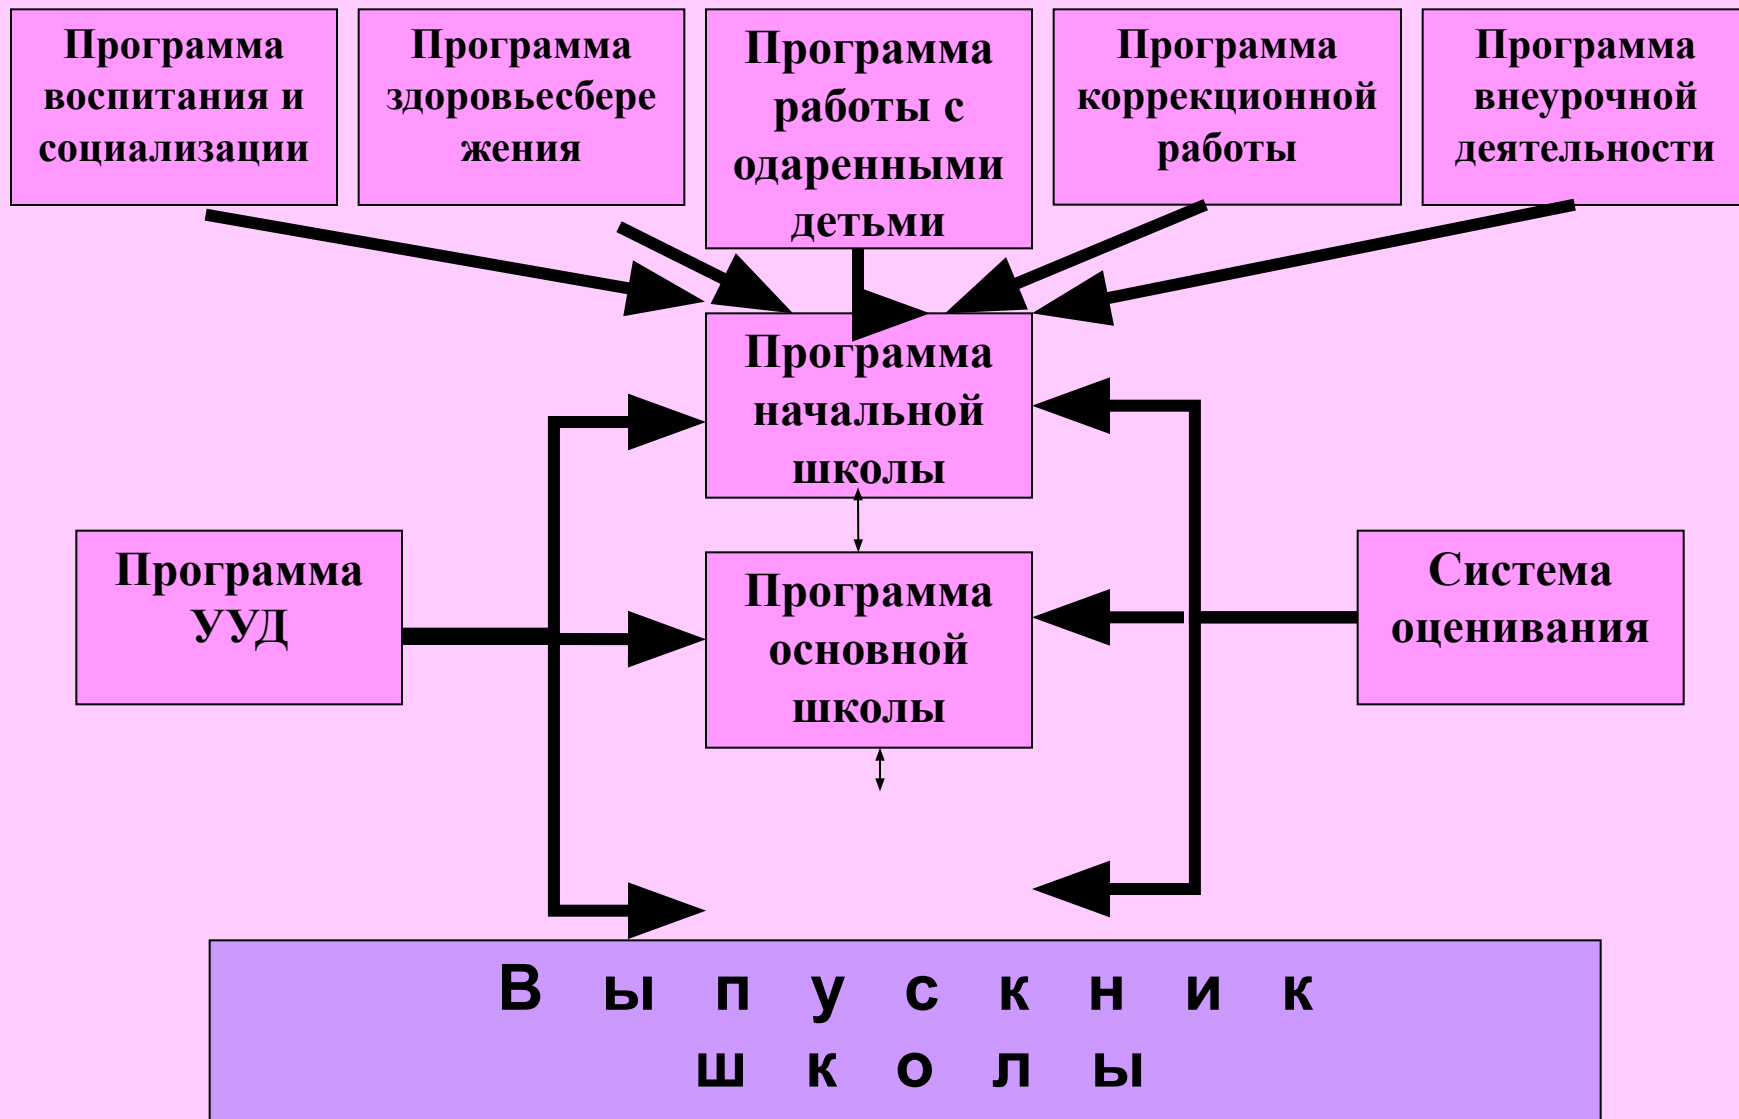 Программа
воспитания и
социализации
Программа
здоровьесбере
жения
Программа
работы с
одаренными
детьми
Программа
коррекционной
работы
Программа
внеурочной
деятельности
Программа
начальной
школы
Программа
УУД
Программа
основной
школы
Система
оценивания
В ы п у с к н и к
ш к о л ы